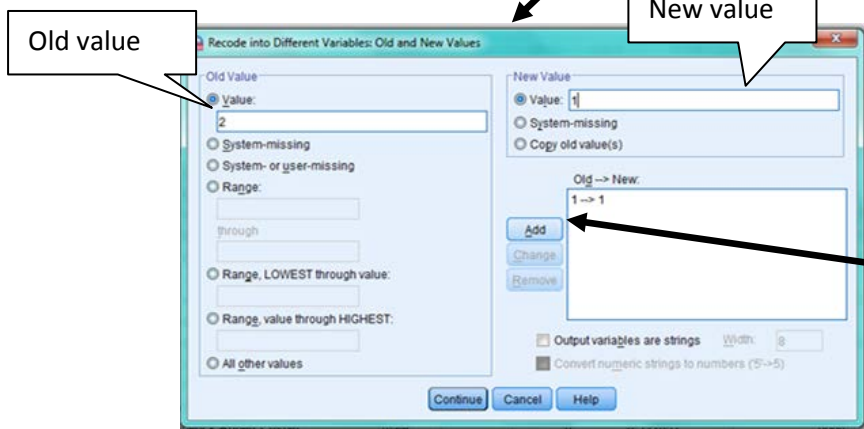 New value
Old value
Recode into Different Variables: Old and New Values
Old Value
Value:
2
System-missing
System- or user-missing
Range:
through
Range, LOWEST through value:
Range, value through HIGHEST:
All other values
New Value
Value: 1
System-missing
Copy old value(s)
Old --> New:
1 --> 1
Add
Change
Remove
Output variables are strings Width: 8
Convert numeric strings to numbers ('5'->5)
Continue Cancel Help